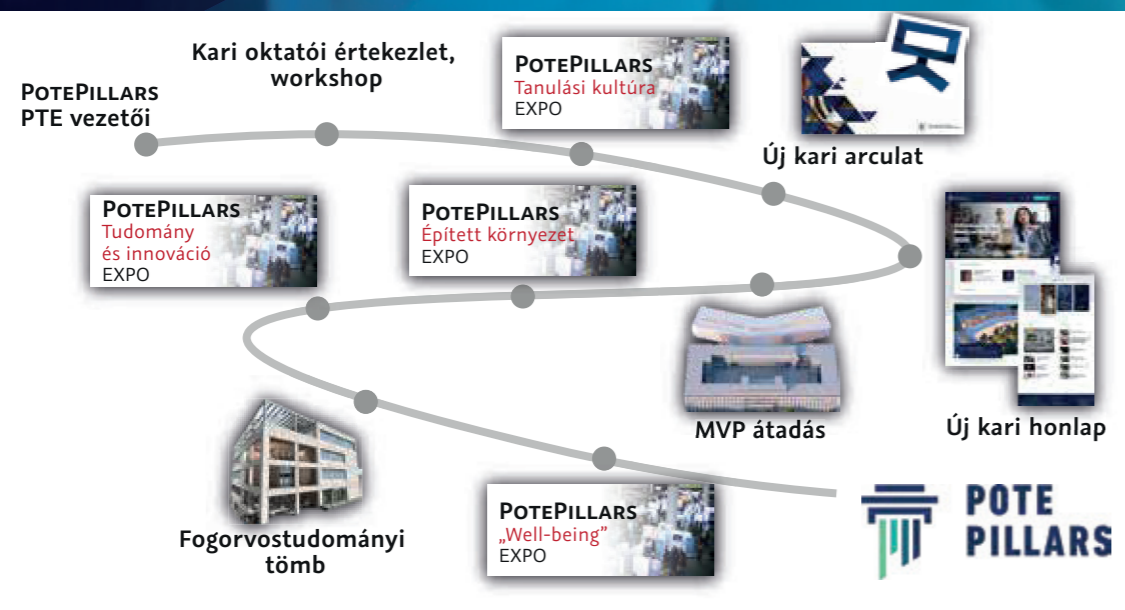 POTEPILLARS
PTE vezetői
Kari oktatói értekezlet,
workshop
POTEPILLARS
Tanulási kultúra
EXPO
Új kari arculat
Új kari honlap
MVP átadás
POTEPILLARS
Épített környezet
EXPO
POTEPILLARS
Tudomány
és innováció
EXPO
Fogorvostudományi
tömb
POTEPILLARS
„Well-being”
EXPO
POTE
PILLARS